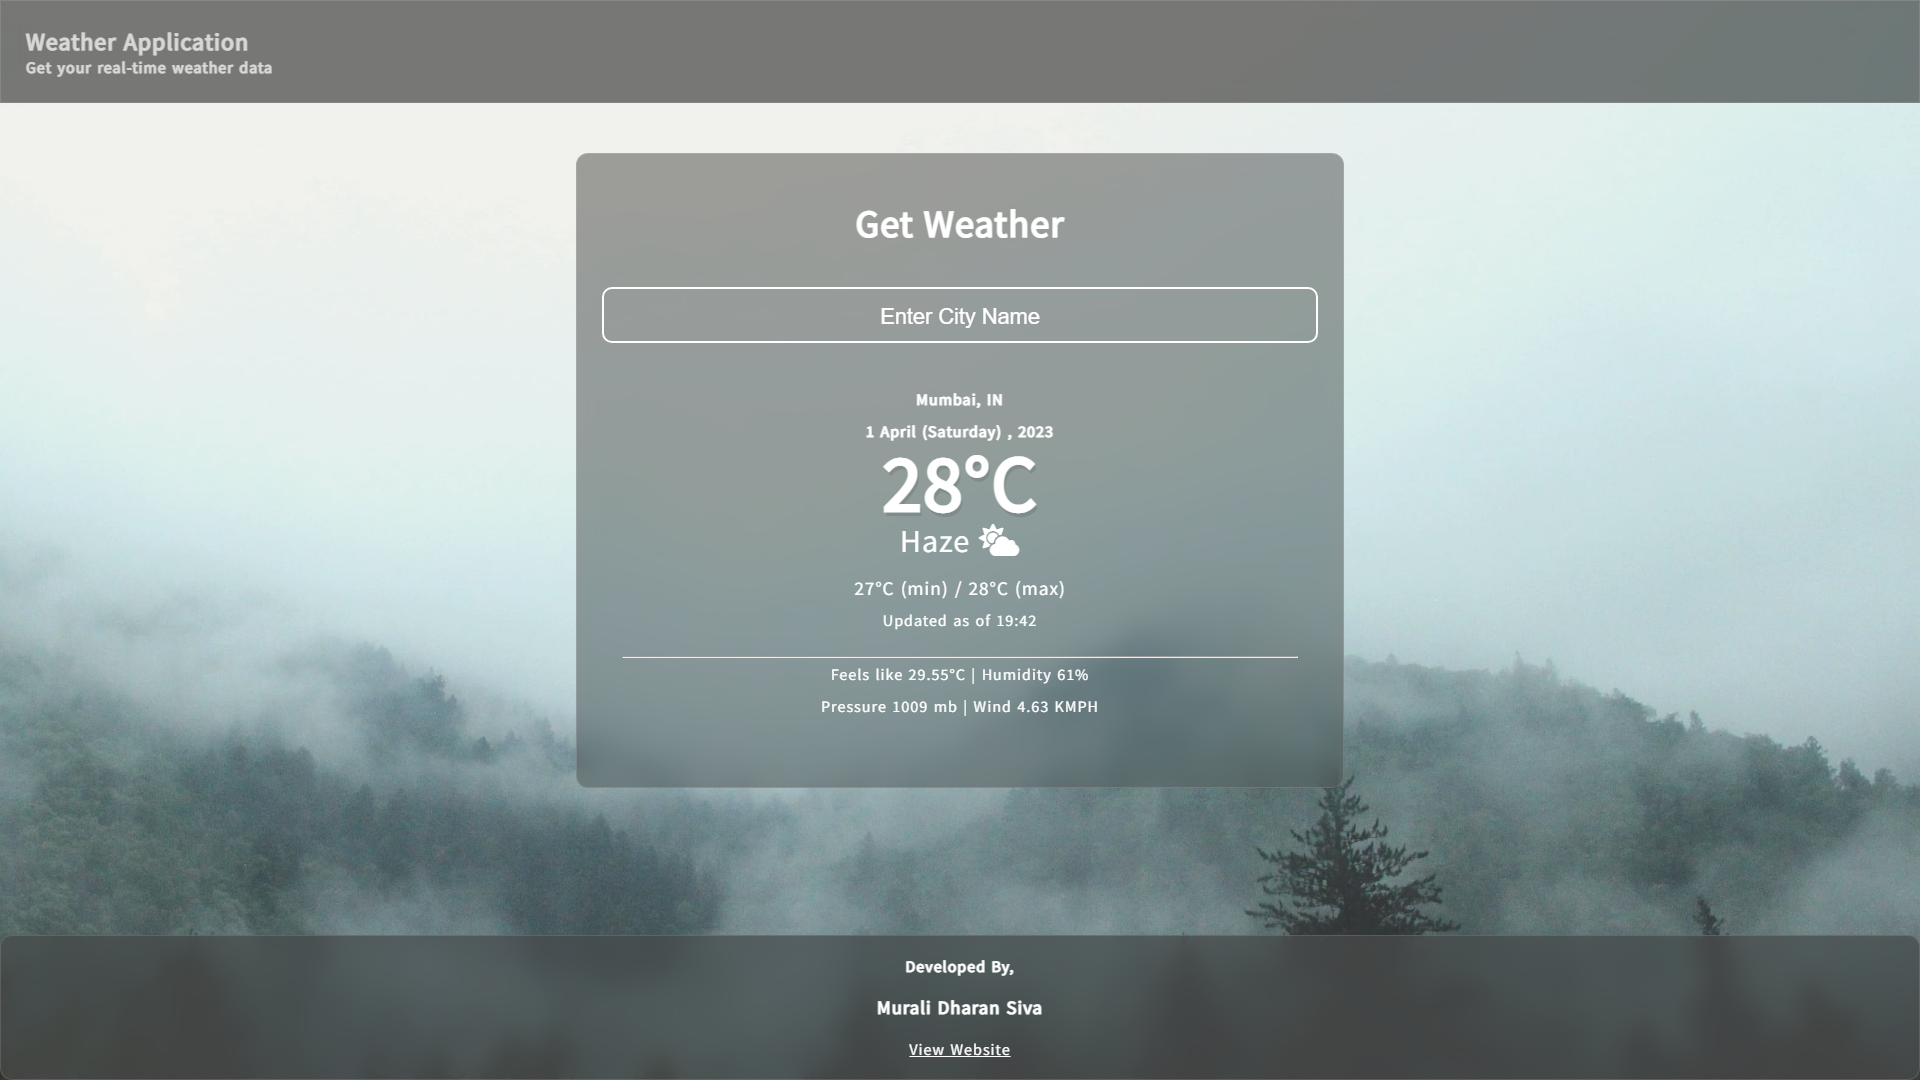 Weather Application
Get your real-time weather data
Get Weather
Enter City Name
Mumbai, IN
1 April (Saturday) , 2023
28°C
Haze
27°C (min) / 28°C (max)
Updated as of 19:42
Feels like 29.55°C | Humidity 61%
Pressure 1009 mb | Wind 4.63 KMPH
Developed By,
Murali Dharan Siva
View Website